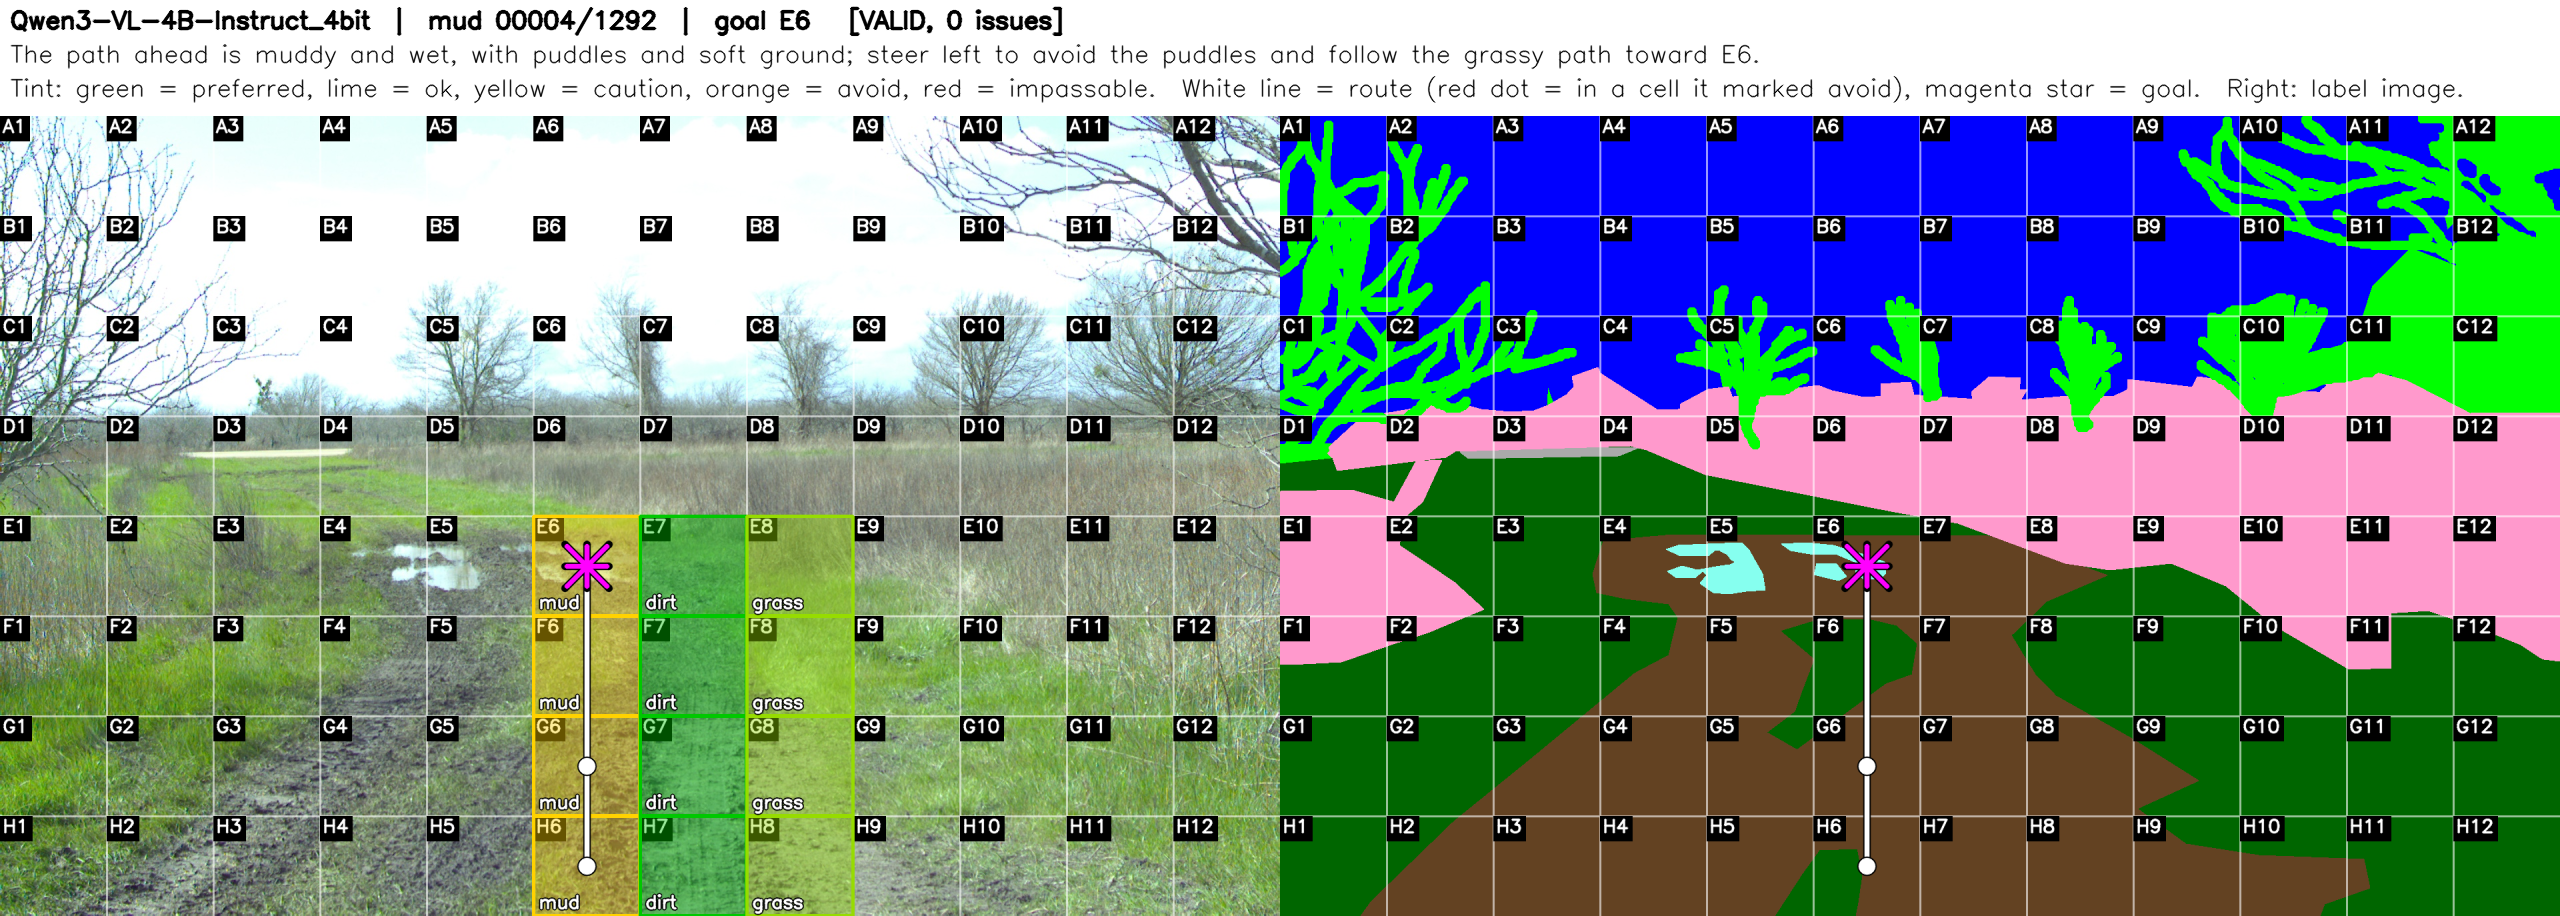 Qwen3-VL-4B-Instruct_4bit | mud 00004/1292 | goal E6 [VALID, 0 issues]
The path ahead is muddy and wet, with puddles and soft ground; steer left to avoid the puddles and follow the grassy path toward E6.
Tint: green = preferred, lime = ok, yellow = caution, orange = avoid, red = impassable. White line = route (red dot = in a cell it marked avoid), magenta star = goal. Right: label image.
A1 A2 A3 A4 A5 A6 A7 A8 A9 A10 A11 A12 A1 A2 A3 A4 A5 A6 A7 A8 A9 A10 A11 A12
B1 B2 B3 B4 B5 B6 B7 B8 B9 B10 B11 B12 B1 B2 B3 B4 B5 B6 B7 B8 B9 B10 B11 B12
C1 C2 C3 C4 C5 C6 C7 C8 C9 C10 C11 C12 C1 C2 C3 C4 C5 C6 C7 C8 C9 C10 C11 C12
D1 D2 D3 D4 D5 D6 D7 D8 D9 D10 D11 D12 D1 D2 D3 D4 D5 D6 D7 D8 D9 D10 D11 D12
E1 E2 E3 E4 E5 E6 E7 E8 E9 E10 E11 E12 E1 E2 E3 E4 E5 E6 E7 E8 E9 E10 E11 E12
mud dirt grass
F1 F2 F3 F4 F5 F6 F7 F8 F9 F10 F11 F12 F1 F2 F3 F4 F5 F6 F7 F8 F9 F10 F11 F12
mud dirt grass
G1 G2 G3 G4 G5 G6 G7 G8 G9 G10 G11 G12 G1 G2 G3 G4 G5 G6 G7 G8 G9 G10 G11 G12
mud dirt grass
H1 H2 H3 H4 H5 H6 H7 H8 H9 H10 H11 H12 H1 H2 H3 H4 H5 H6 H7 H8 H9 H10 H11 H12
mud dirt grass